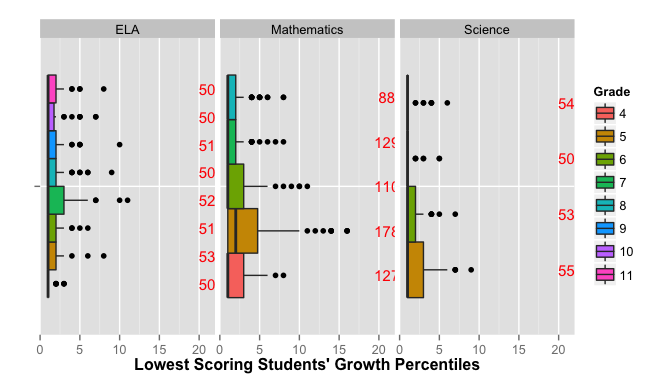 ELA Mathematics Science
50 88 54
50 129 50
51 110 53
50 178 55
52 127
51
53
50
0 5 10 15 20 0 5 10 15 20 0 5 10 15 20
Lowest Scoring Students' Growth Percentiles
Grade
4
5
6
7
8
9
10
11